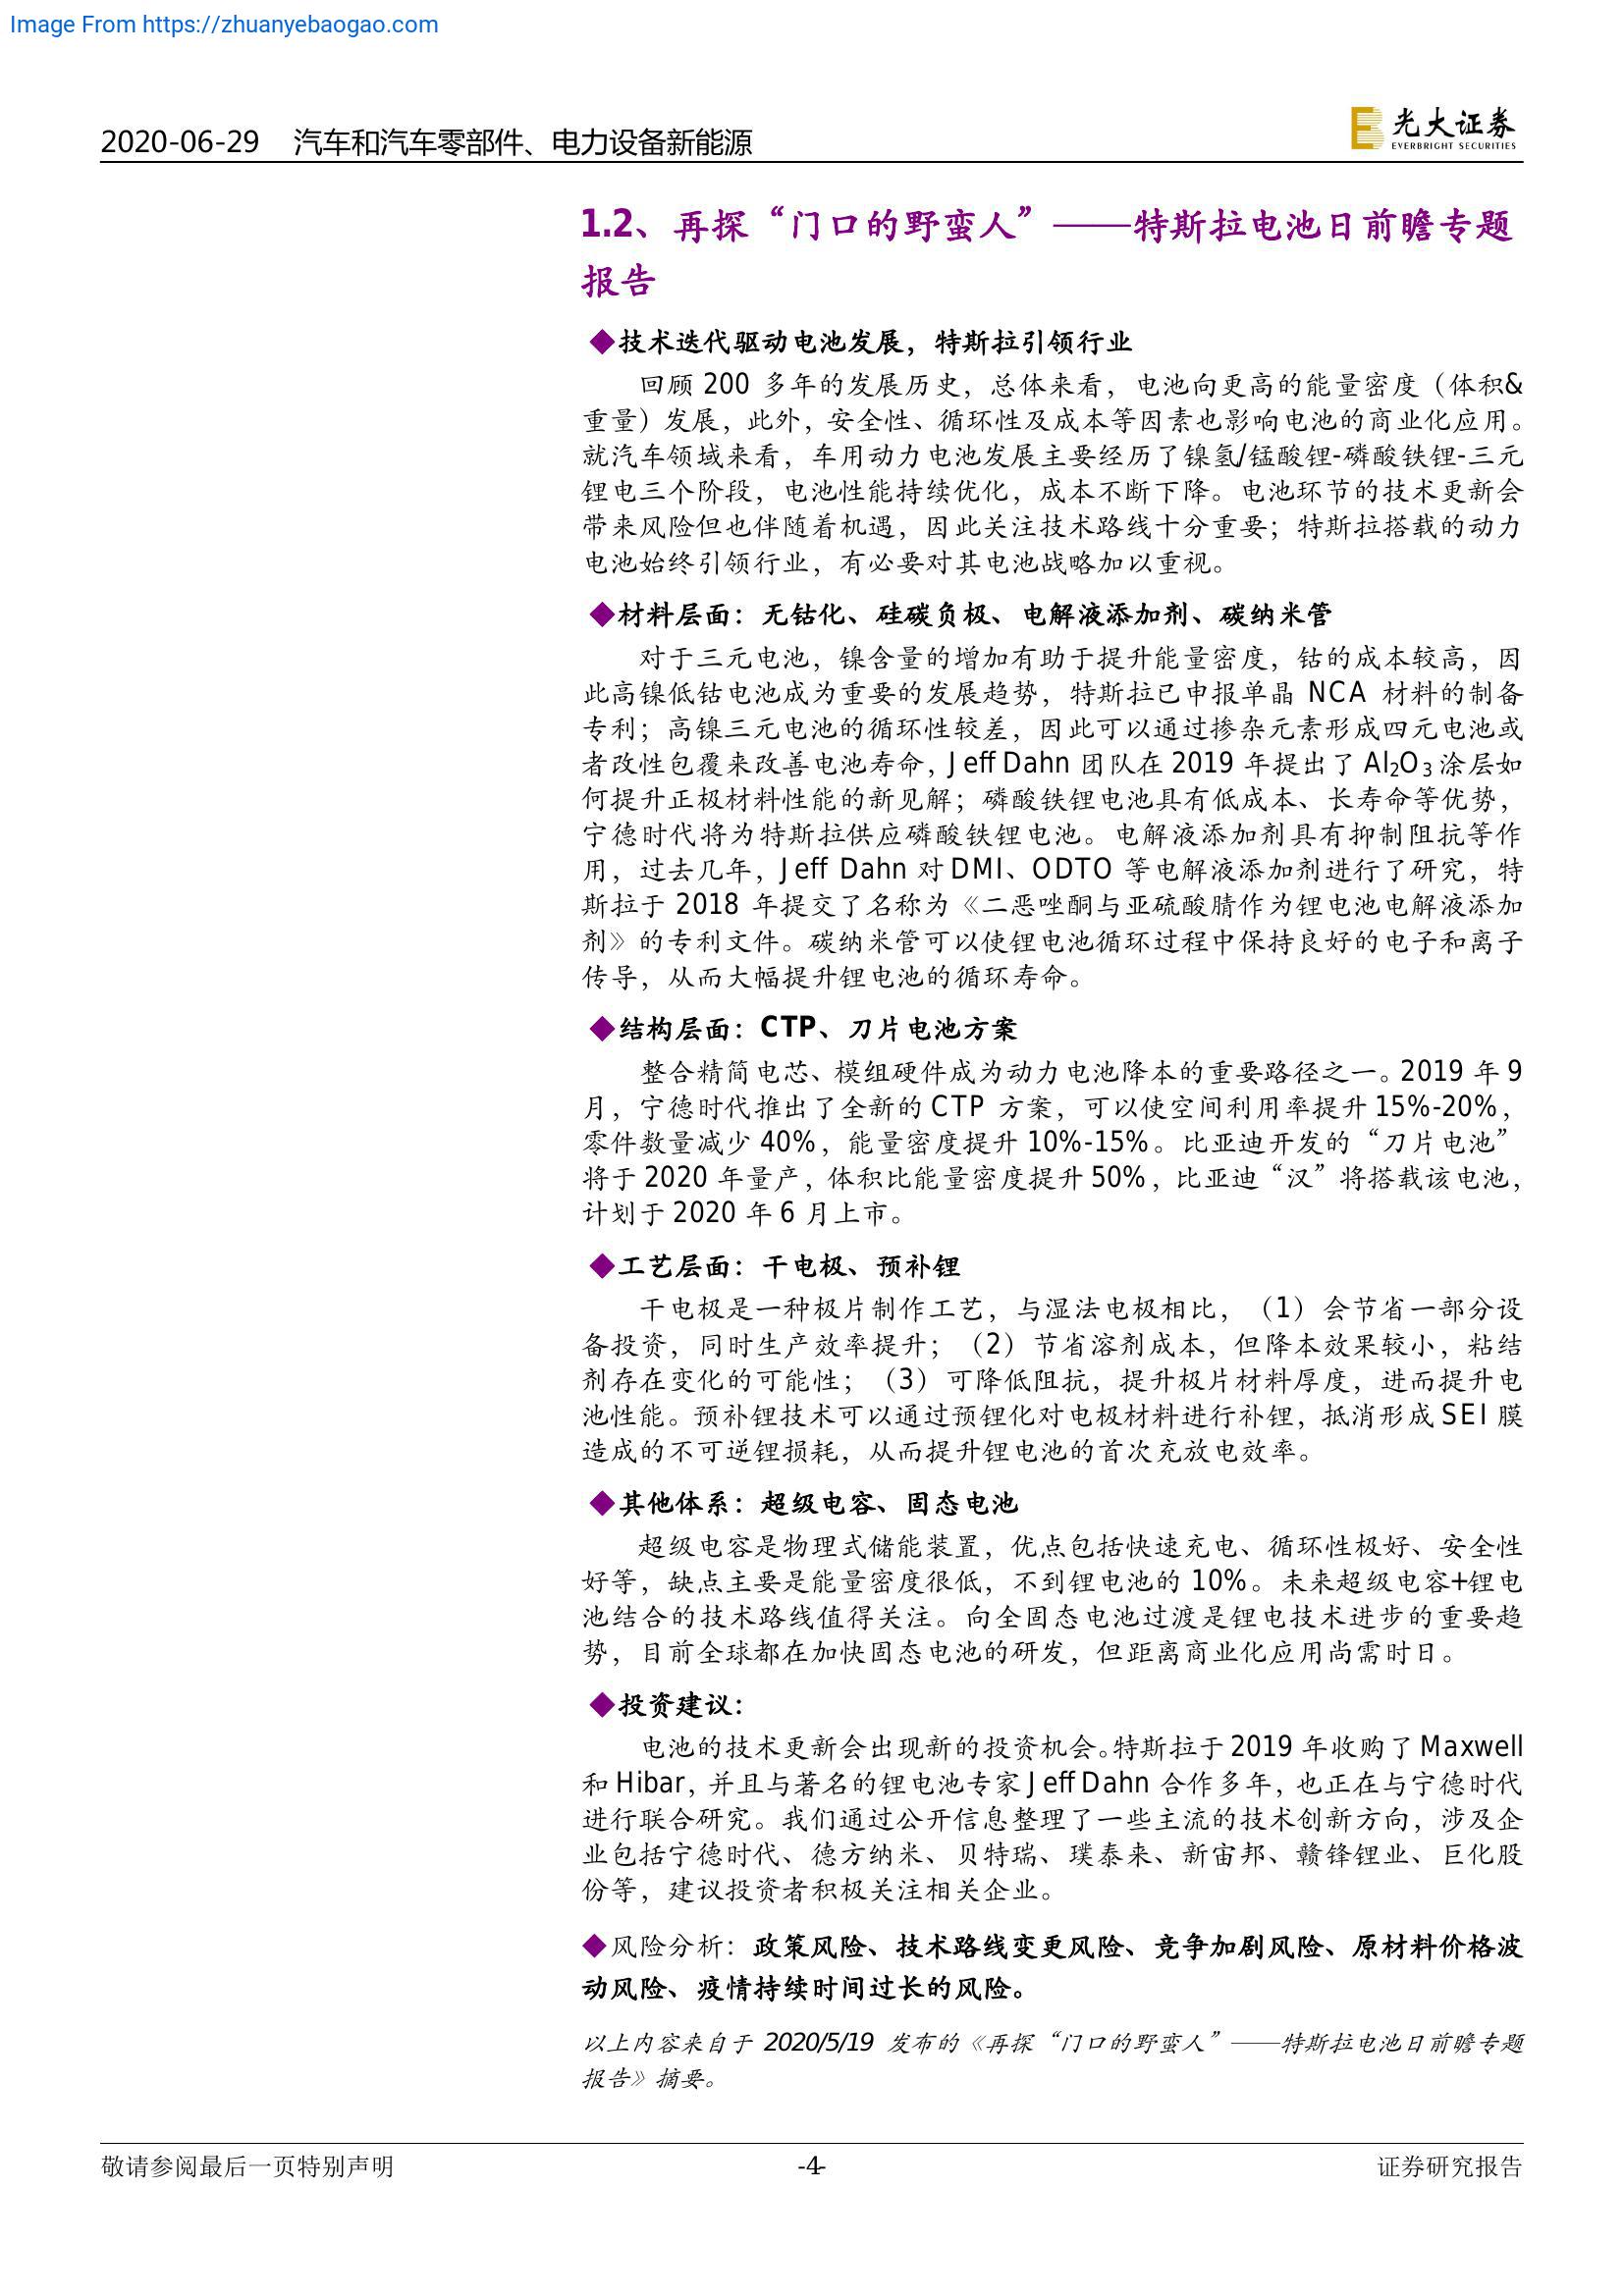 Image From https://zhuanyebaogao.com
2020-06-29 汽车和汽车零部件、电力设备新能源
光大证券
EVERBRIGHT SECURITIES
1.2、再探“门口的野蛮人”——特斯拉电池日前瞻专题
报告
◆技术迭代驱动电池发展，特斯拉引领行业
回顾 200 多年的发展历史，总体来看，电池向更高的能量密度（体积&
重量）发展，此外，安全性、循环性及成本等因素也影响电池的商业化应用。
就汽车领域来看，车用动力电池发展主要经历了镍氢/锰酸锂-磷酸铁锂-三元
锂电三个阶段，电池性能持续优化，成本不断下降。电池环节的技术更新会
带来风险但也伴随着机遇，因此关注技术路线十分重要；特斯拉搭载的动力
电池始终引领行业，有必要对其电池战略加以重视。
◆材料层面：无钴化、硅碳负极、电解液添加剂、碳纳米管
对于三元电池，镍含量的增加有助于提升能量密度，钴的成本较高，因
此高镍低钴电池成为重要的发展趋势，特斯拉已申报单晶 NCA 材料的制备
专利；高镍三元电池的循环性较差，因此可以通过掺杂元素形成四元电池或
者改性包覆来改善电池寿命，Jeff Dahn 团队在 2019 年提出了 Al₂O₃ 涂层如
何提升正极材料性能的新见解；磷酸铁锂电池具有低成本、长寿命等优势，
宁德时代将为特斯拉供应磷酸铁锂电池。电解液添加剂具有抑制阻抗等作
用，过去几年，Jeff Dahn 对 DMI、ODTO 等电解液添加剂进行了研究，特
斯拉于 2018 年提交了名称为《二恶唑酮与亚硫酸腈作为锂电池电解液添加
剂》的专利文件。碳纳米管可以使锂电池循环过程中保持良好的电子和离子
传导，从而大幅提升锂电池的循环寿命。
◆结构层面：CTP、刀片电池方案
整合精简电芯、模组硬件成为动力电池降本的重要路径之一。2019 年 9
月，宁德时代推出了全新的 CTP 方案，可以使空间利用率提升 15%-20%，
零件数量减少 40%，能量密度提升 10%-15%。比亚迪开发的“刀片电池”
将于 2020 年量产，体积比能量密度提升 50%，比亚迪“汉”将搭载该电池，
计划于 2020 年 6 月上市。
◆工艺层面：干电极、预补锂
干电极是一种极片制作工艺，与湿法电极相比，（1）会节省一部分设
备投资，同时生产效率提升；（2）节省溶剂成本，但降本效果较小，粘结
剂存在变化的可能性；（3）可降低阻抗，提升极片材料厚度，进而提升电
池性能。预补锂技术可以通过预锂化对电极材料进行补锂，抵消形成 SEI 膜
造成的不可逆锂损耗，从而提升锂电池的首次充放电效率。
◆其他体系：超级电容、固态电池
超级电容是物理式储能装置，优点包括快速充电、循环性极好、安全性
好等，缺点主要是能量密度很低，不到锂电池的 10%。未来超级电容+锂电
池结合的技术路线值得关注。向全固态电池过渡是锂电技术进步的重要趋
势，目前全球都在加快固态电池的研发，但距离商业化应用尚需时日。
◆投资建议：
电池的技术更新会出现新的投资机会。特斯拉于 2019 年收购了 Maxwell
和 Hibar，并且与著名的锂电池专家 Jeff Dahn 合作多年，也正在与宁德时代
进行联合研究。我们通过公开信息整理了一些主流的技术创新方向，涉及企
业包括宁德时代、德方纳米、贝特瑞、璞泰来、新宙邦、赣锋锂业、巨化股
份等，建议投资者积极关注相关企业。
◆风险分析：政策风险、技术路线变更风险、竞争加剧风险、原材料价格波
动风险、疫情持续时间过长的风险。
以上内容来自于 2020/5/19 发布的《再探“门口的野蛮人”——特斯拉电池日前瞻专题
报告》摘要。
敬请参阅最后一页特别声明 -4- 证券研究报告